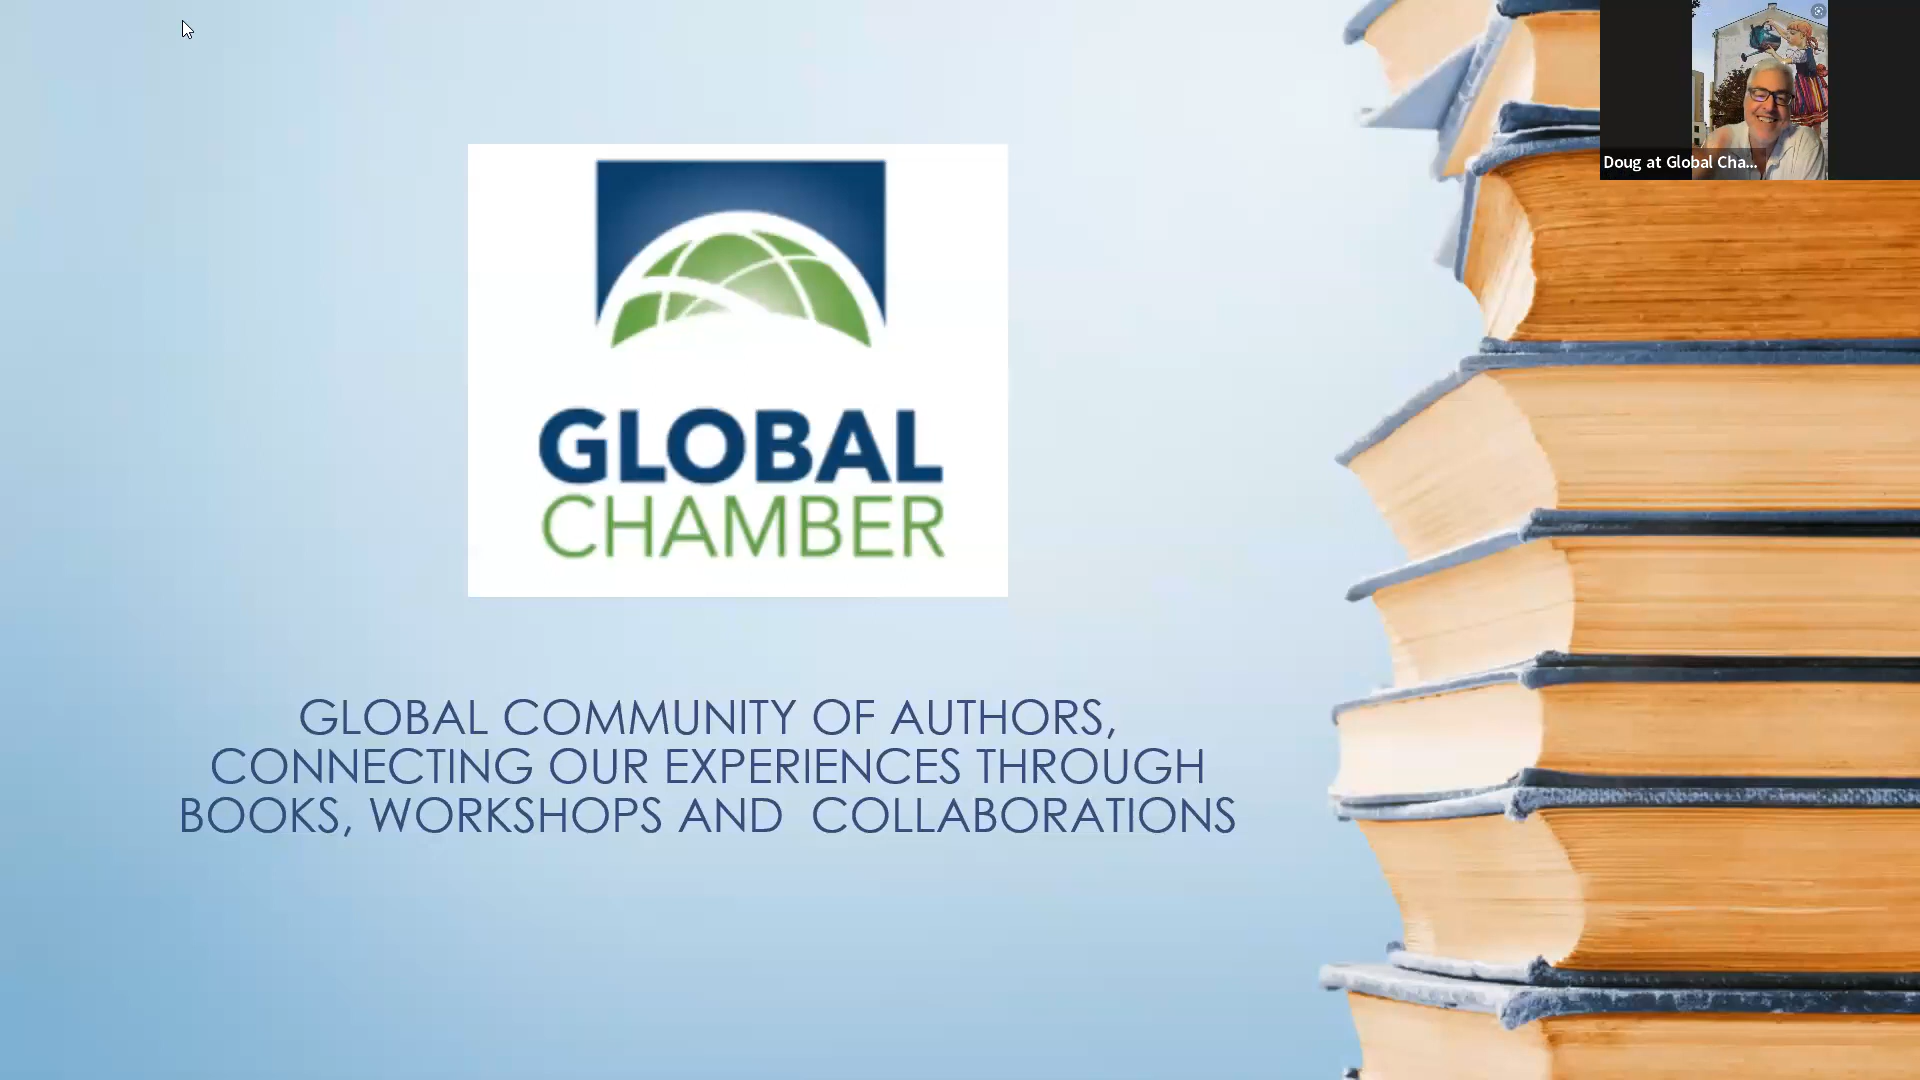 Doug at Global Cha...
GLOBAL
CHAMBER
GLOBAL COMMUNITY OF AUTHORS,
CONNECTING OUR EXPERIENCES THROUGH
BOOKS, WORKSHOPS AND  COLLABORATIONS